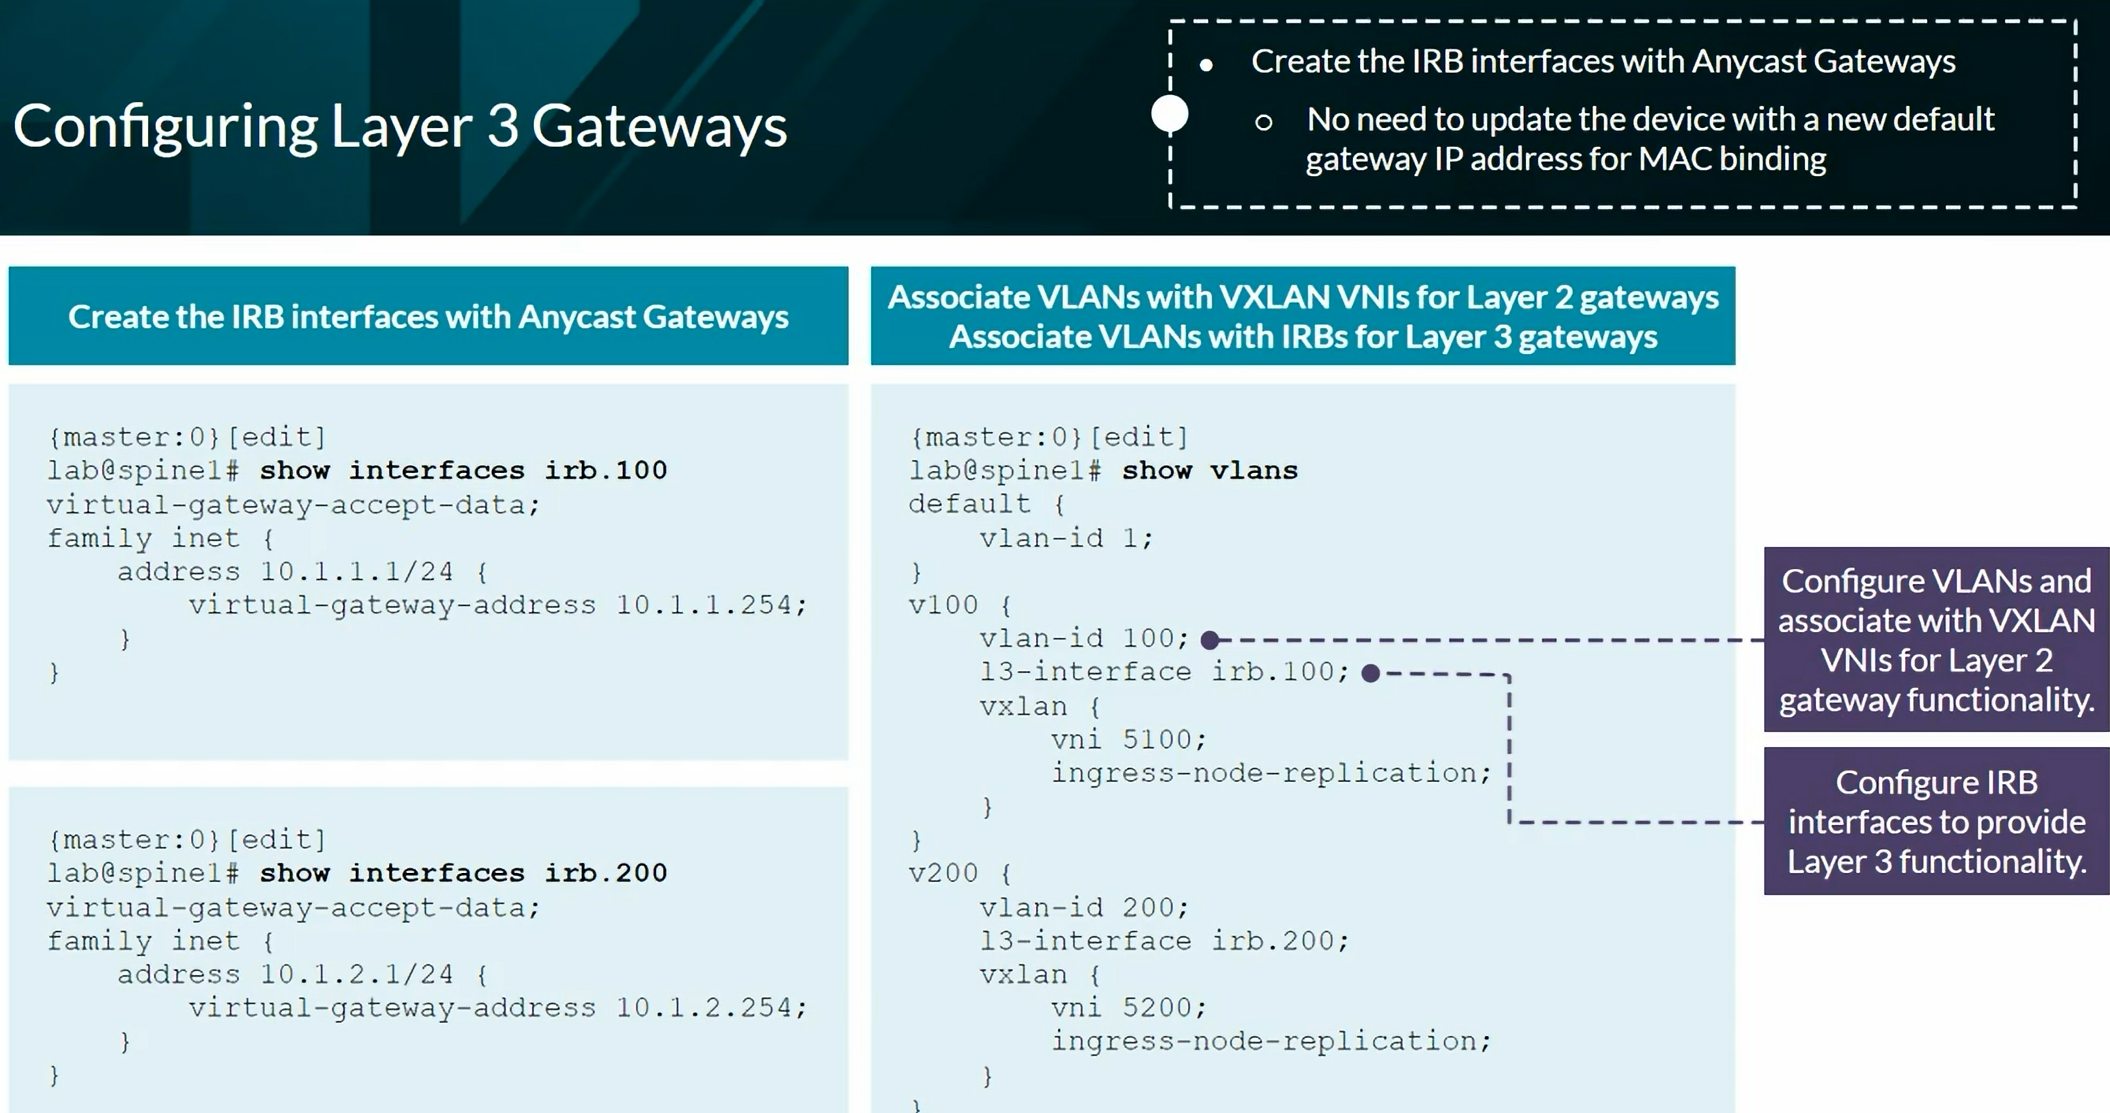 Configuring Layer 3 Gateways
• Create the IRB interfaces with Anycast Gateways
○ No need to update the device with a new default
gateway IP address for MAC binding
Create the IRB interfaces with Anycast Gateways
{master:0}[edit]
lab@spine1# show interfaces irb.100
virtual-gateway-accept-data;
family inet {
    address 10.1.1.1/24 {
        virtual-gateway-address 10.1.1.254;
    }
}
{master:0}[edit]
lab@spine1# show interfaces irb.200
virtual-gateway-accept-data;
family inet {
    address 10.1.2.1/24 {
        virtual-gateway-address 10.1.2.254;
    }
}
Associate VLANs with VXLAN VNIs for Layer 2 gateways
Associate VLANs with IRBs for Layer 3 gateways
{master:0}[edit]
lab@spine1# show vlans
default {
    vlan-id 1;
}
v100 {
    vlan-id 100;
    l3-interface irb.100;
    vxlan {
        vni 5100;
        ingress-node-replication;
    }
}
v200 {
    vlan-id 200;
    l3-interface irb.200;
    vxlan {
        vni 5200;
        ingress-node-replication;
    }
}
Configure VLANs and
associate with VXLAN
VNIs for Layer 2
gateway functionality.
Configure IRB
interfaces to provide
Layer 3 functionality.